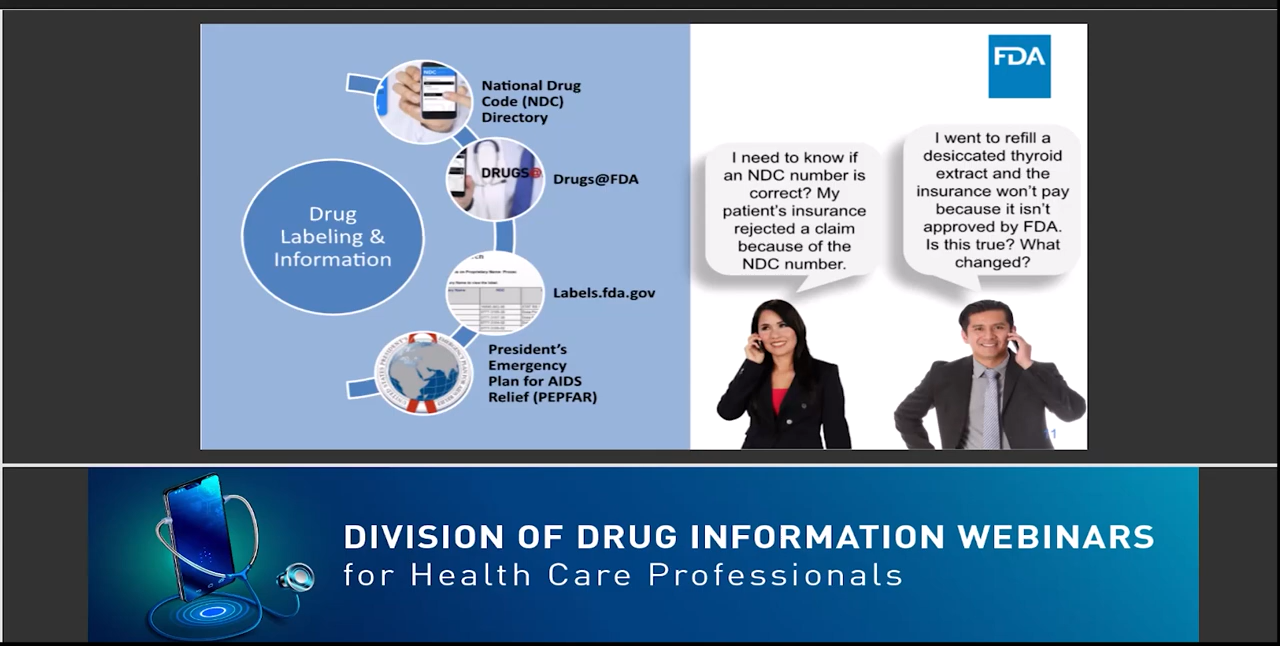 FDA
National Drug
Code (NDC)
Directory
NDC
DRUGS@
Drugs@FDA
Drug
Labeling &
Information
Labels.fda.gov
President's
Emergency
Plan for AIDS
Relief (PEPFAR)
I need to know if
an NDC number is
correct? My
patient's insurance
rejected a claim
because of the
NDC number.
I went to refill a
desiccated thyroid
extract and the
insurance won't pay
because it isn't
approved by FDA.
Is this true? What
changed?
DIVISION OF DRUG INFORMATION WEBINARS
for Health Care Professionals